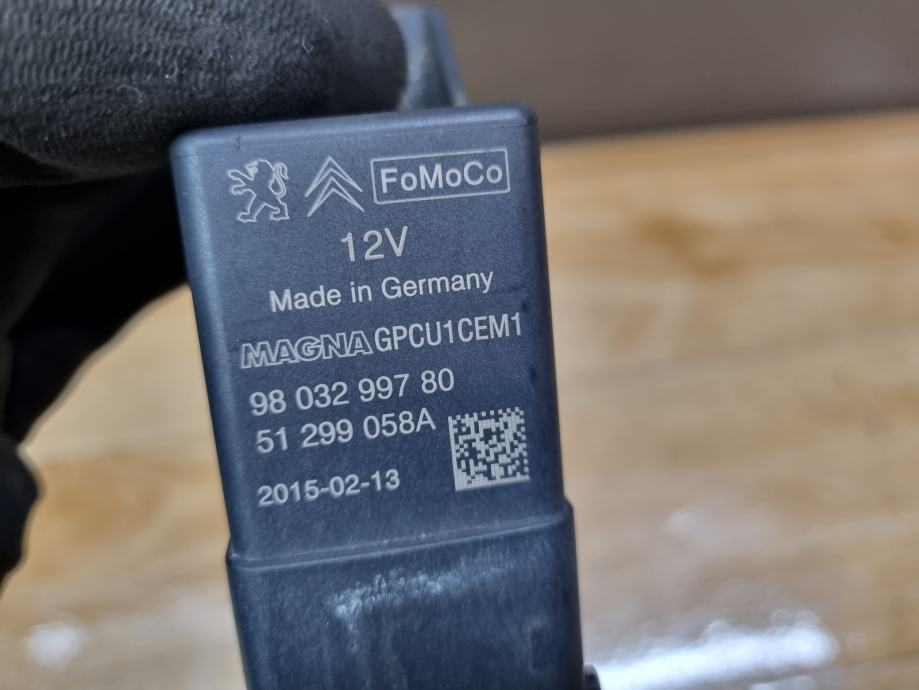 FoMoCo
12V
Made in Germany
MAGNA GPCU1CEM1
98 032 997 80
51 299 058A
2015-02-13